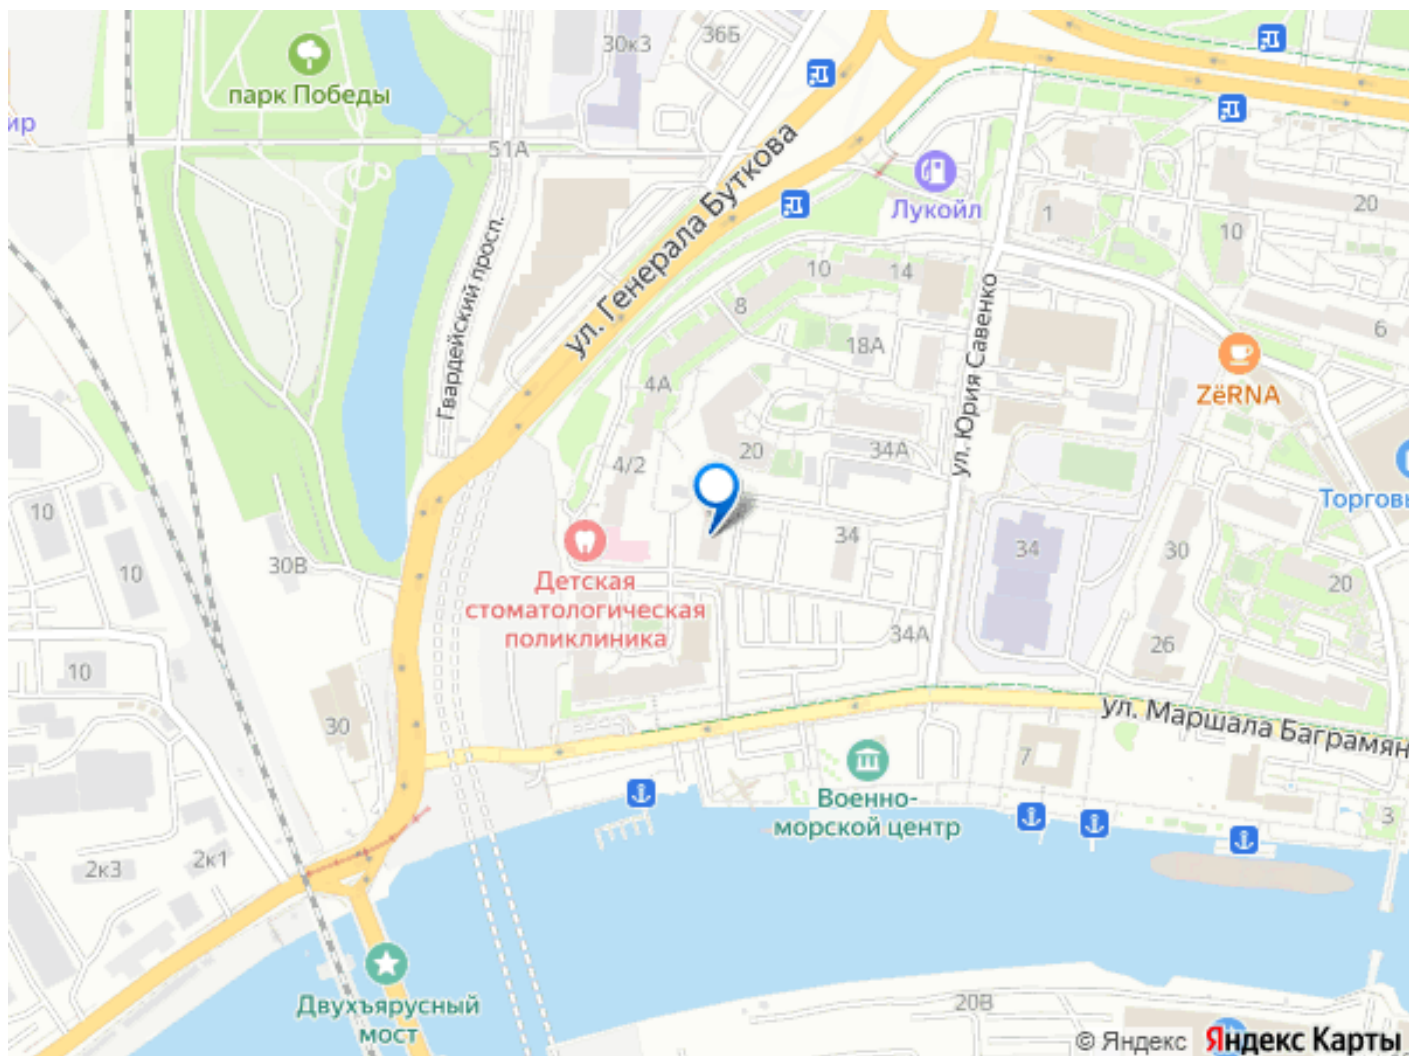 36Б
30к3
парк Победы
ир
51А
Лукойл
1
20
10
ул. Генерала Буткова
Гвардейский просп.
10
14
8
18А
6
ул. Юрия Савенко
ZёRNA
4А
20
34А
4/2
Торговы
10
34
34
30
30В
10
20
Детская
стоматологическая
поликлиника
34А
26
10
30
ул. Маршала Баграмян
7
Военно-
морской центр
3
2к3
2к1
Двухъярусный
мост
20В
© Яндекс Яндекс Карты